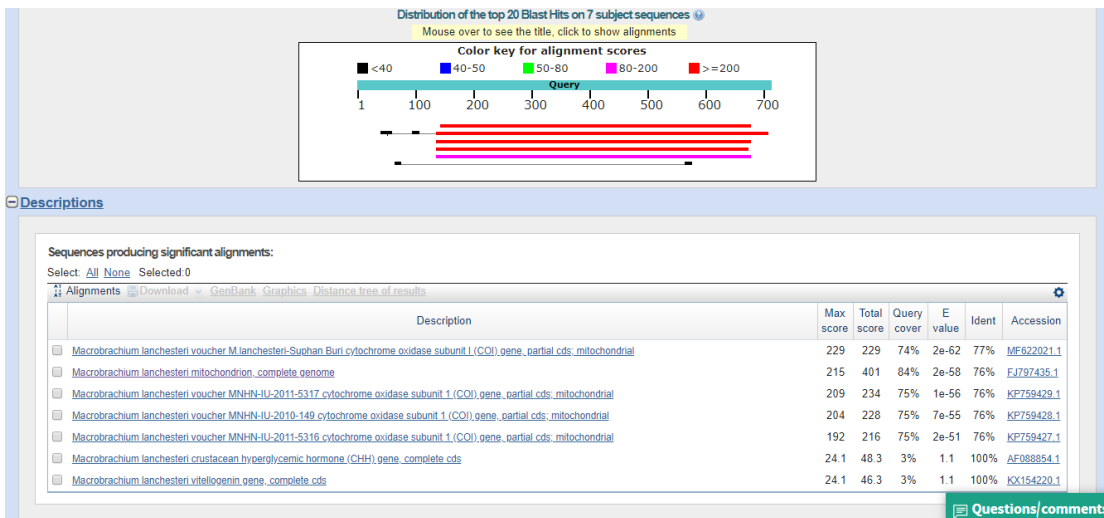 Distribution of the top 20 Blast Hits on 7 subject sequences ?
Mouse over to see the title, click to show alignments
Color key for alignment scores
<40 40-50 50-80 80-200 >=200
Query
1 100 200 300 400 500 600 700
Descriptions
Sequences producing significant alignments:
Select: All None Selected:0
Alignments Download GenBank Graphics Distance tree of results
Description Max score Total score Query cover E value Ident Accession
Macrobrachium lanchesteri voucher M.lanchesteri-Suphan Buri cytochrome oxidase subunit I (COI) gene, partial cds; mitochondrial 229 229 74% 2e-62 77% MF622021.1
Macrobrachium lanchesteri mitochondrion, complete genome 215 401 84% 2e-58 76% FJ797435.1
Macrobrachium lanchesteri voucher MNHN-IU-2011-5317 cytochrome oxidase subunit 1 (COI) gene, partial cds; mitochondrial 209 234 75% 1e-56 76% KP759429.1
Macrobrachium lanchesteri voucher MNHN-IU-2010-149 cytochrome oxidase subunit 1 (COI) gene, partial cds; mitochondrial 204 228 75% 7e-55 76% KP759428.1
Macrobrachium lanchesteri voucher MNHN-IU-2011-5316 cytochrome oxidase subunit 1 (COI) gene, partial cds; mitochondrial 192 216 75% 2e-51 76% KP759427.1
Macrobrachium lanchesteri crustacean hyperglycemic hormone (CHH) gene, complete cds 24.1 48.3 3% 1.1 100% AF088854.1
Macrobrachium lanchesteri vitellogenin gene, complete cds 24.1 46.3 3% 1.1 100% KX154220.1
Questions/comments